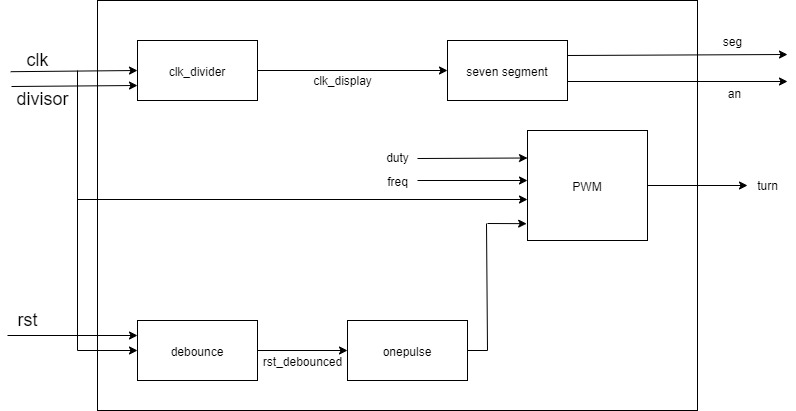 seg
clk
clk_divider
seven segment
clk_display
an
divisor
duty
freq
PWM
turn
rst
debounce
onepulse
rst_debounced